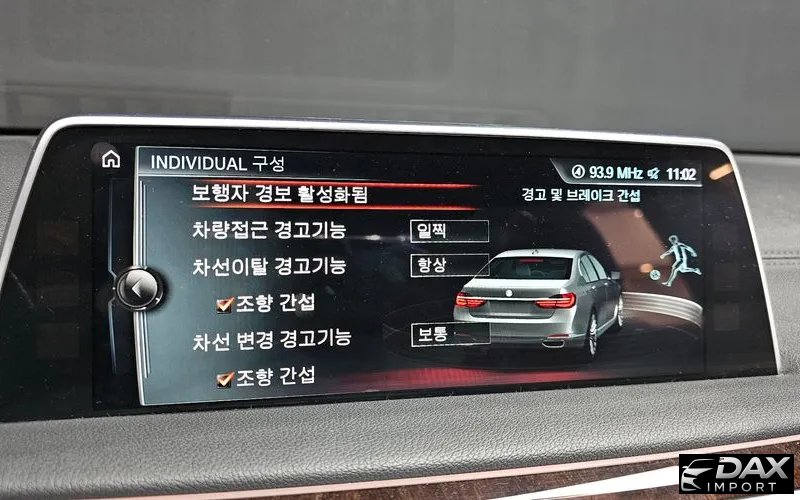 INDIVIDUAL 구성
93.9 MHz 11:02
보행자 경보 활성화됨
경고 및 브레이크 간섭
차량접근 경고기능 일찍
차선이탈 경고기능 항상
조향 간섭
차선 변경 경고기능 보통
조향 간섭
DAX
IMPORT